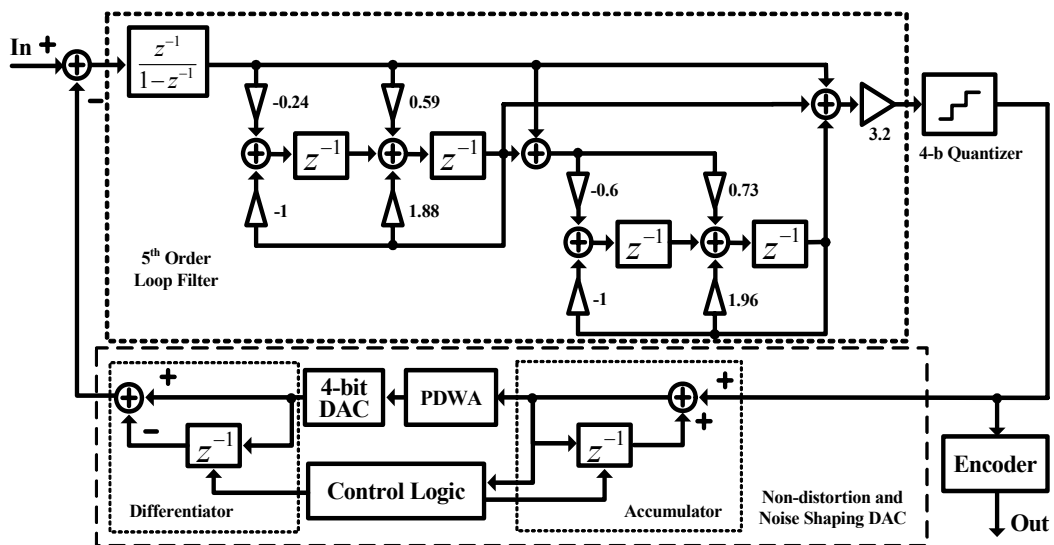 In
+
−
z⁻¹
1−z⁻¹
-0.24
0.59
z⁻¹
z⁻¹
-1
1.88
-0.6
0.73
z⁻¹
z⁻¹
-1
1.96
3.2
4-b Quantizer
5th Order
Loop Filter
+
−
z⁻¹
Differentiator
4-bit
DAC
PDWA
Control Logic
+
+
z⁻¹
Accumulator
Non-distortion and
Noise Shaping DAC
Encoder
Out